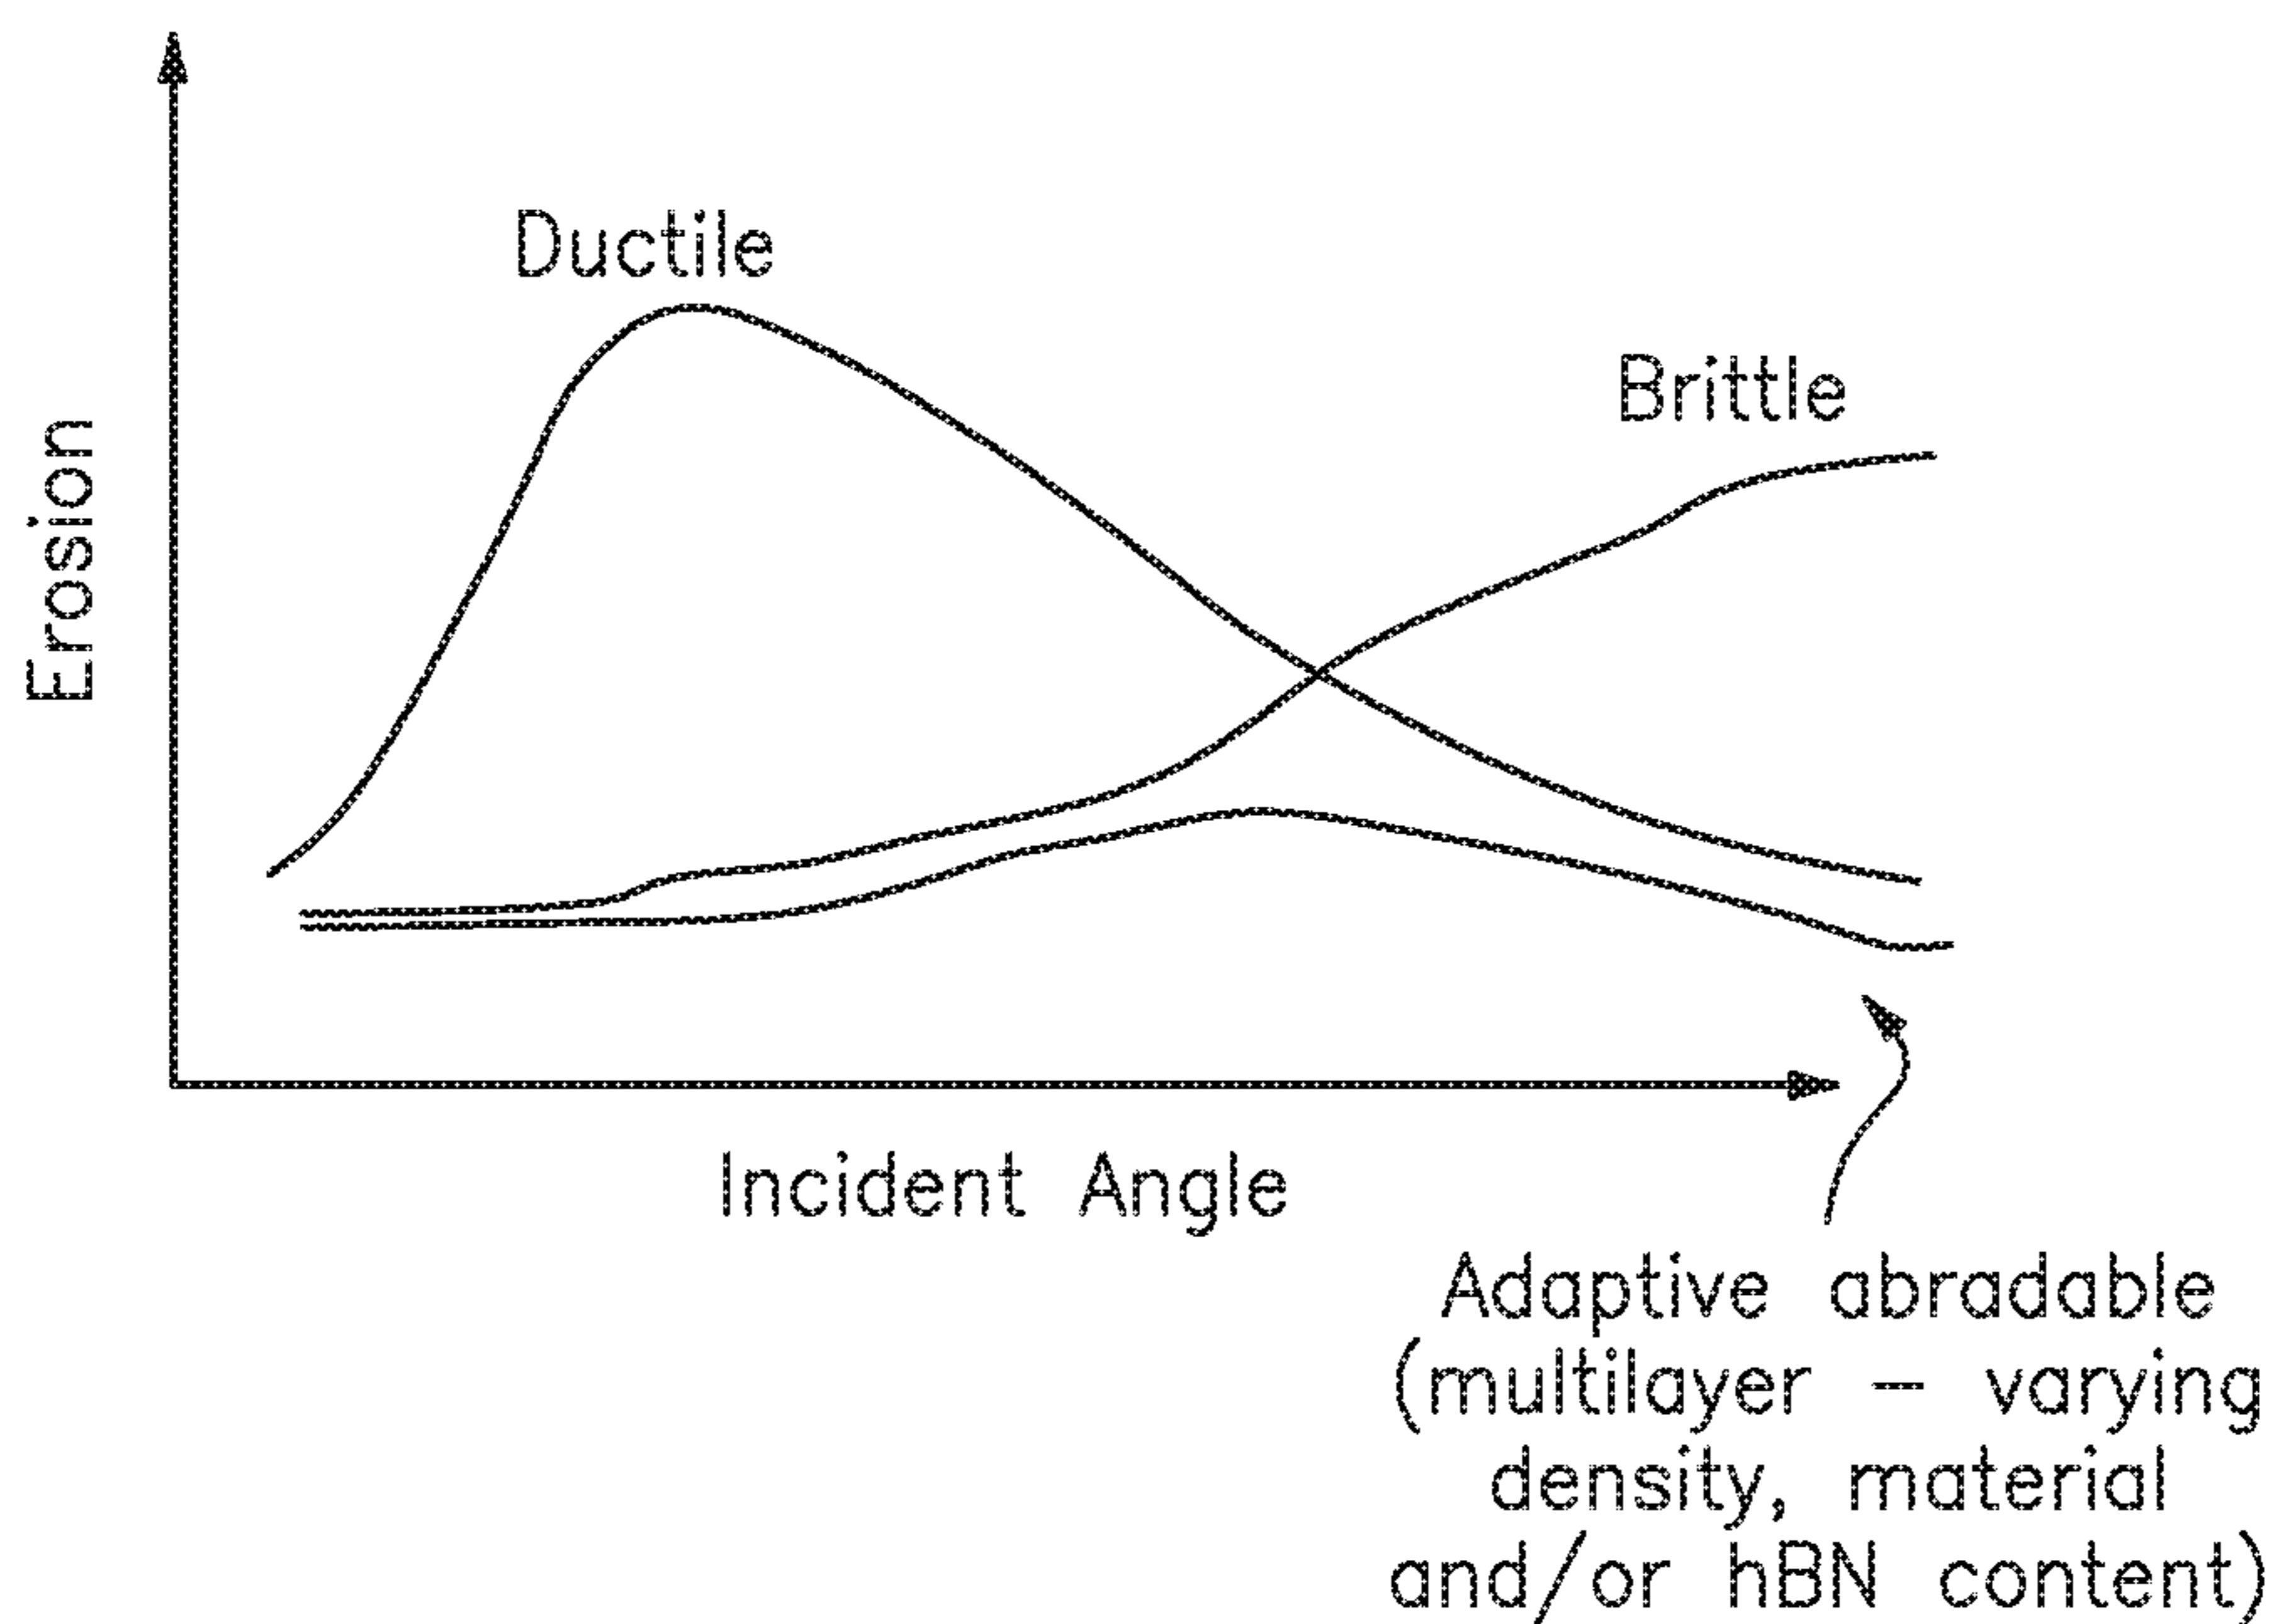 Ductile
Brittle
Erosion
Incident Angle
Adaptive abradable
(multilayer – varying
density, material
and/or hBN content)